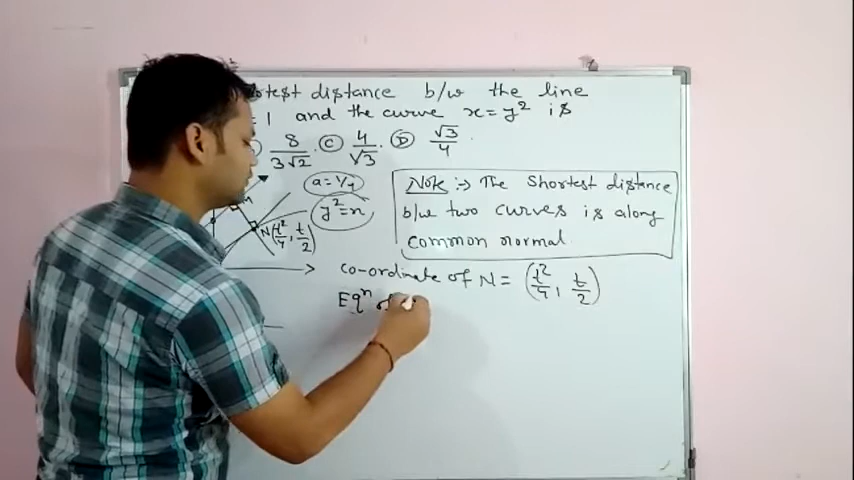 test distance b/w the line
= 1 and the curve x = y² is
8/3√2 . Ⓒ 4/√3 . Ⓓ √3/4 .
a = 1/4
y² = x
M
N(t²/4, t/2)
Note :-> The Shortest distance
b/w two curves is along
common normal
co-ordinate of N = (t²/4, t/2)
Eqⁿ of